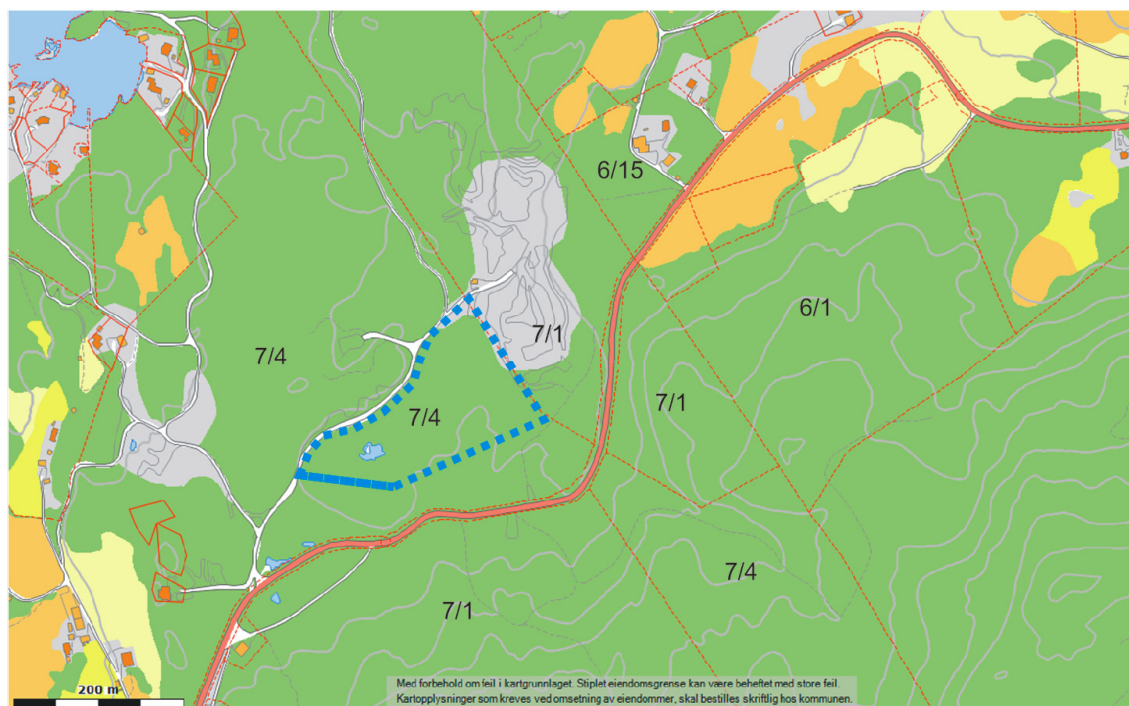 6/15
6/1
7/1
7/4
7/1
7/4
7/4
7/1
200 m
Med forbehold om feil i kartgrunnlaget. Stiplet eiendomsgrense kan være beheftet med store feil.
Kartopplysninger som kreves ved omsetning av eiendommer, skal bestilles skriftlig hos kommunen.